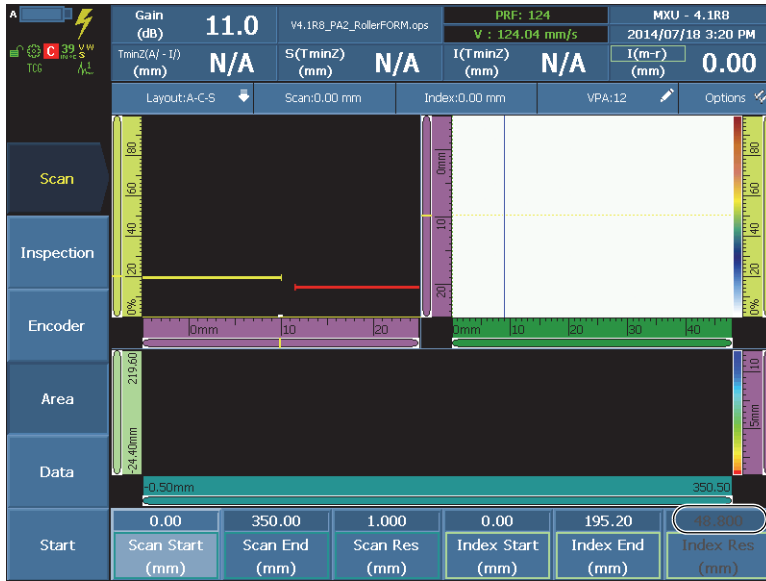 A
Gain
(dB)
11.0
V4.1R8_PA2_RollerFORM.ops
PRF: 124
V : 124.04 mm/s
MXU - 4.1R8
2014/07/18 3:20 PM
C 39 V W
S
TCG
TminZ(A/ - I/)
(mm)
N/A
S(TminZ)
(mm)
N/A
I(TminZ)
(mm)
N/A
I(m-r)
(mm)
0.00
Layout:A-C-S
Scan:0.00 mm
Index:0.00 mm
VPA:12
Options
Scan
Inspection
Encoder
Area
Data
Start
80
60
40
20
0%
0mm
10
20
0mm
10
20
0mm
10
20
30
40
80
60
40
20
0%
219.60
-24.40mm
10
5mm
-0.50mm
350.50
0.00
350.00
1.000
0.00
195.20
48.800
Scan Start
Scan End
Scan Res
Index Start
Index End
Index Res
(mm)
(mm)
(mm)
(mm)
(mm)
(mm)